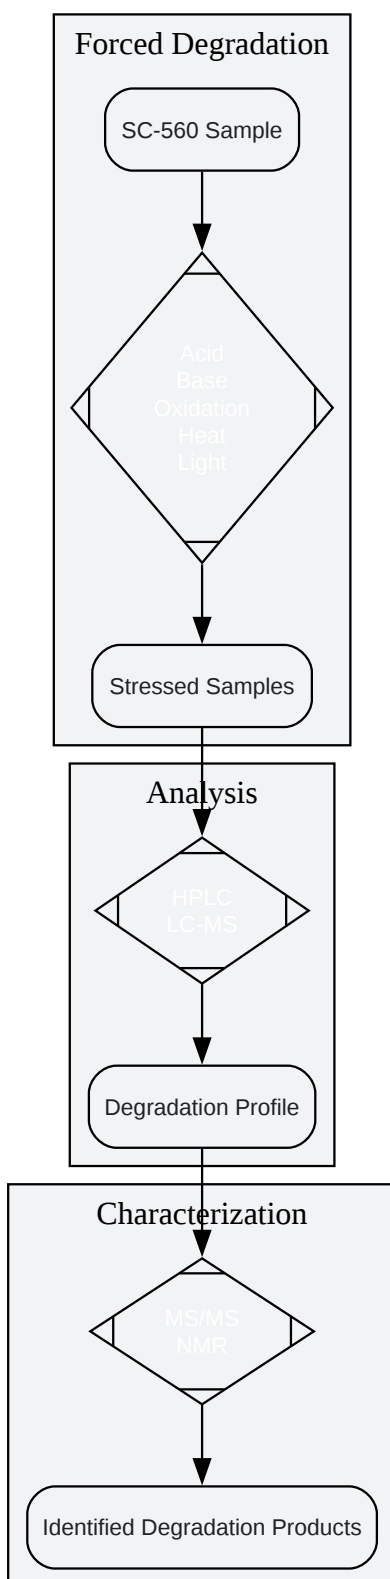 Forced Degradation
SC-560 Sample
Acid
Base
Oxidation
Heat
Light
Stressed Samples
Analysis
HPLC
LC-MS
Degradation Profile
Characterization
MS/MS
NMR
Identified Degradation Products